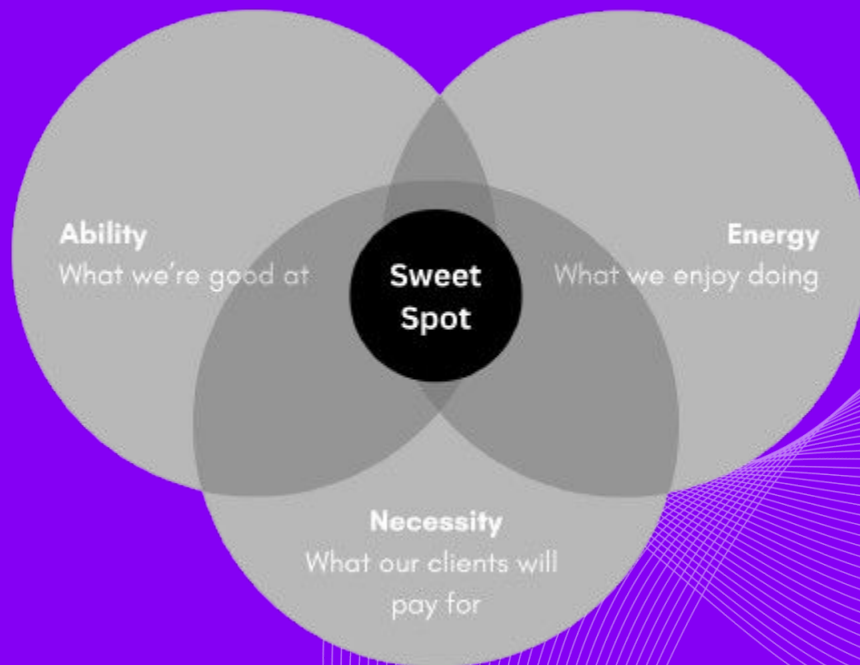 Ability
What we're good at
Energy
What we enjoy doing
Sweet
Spot
Necessity
What our clients will
pay for